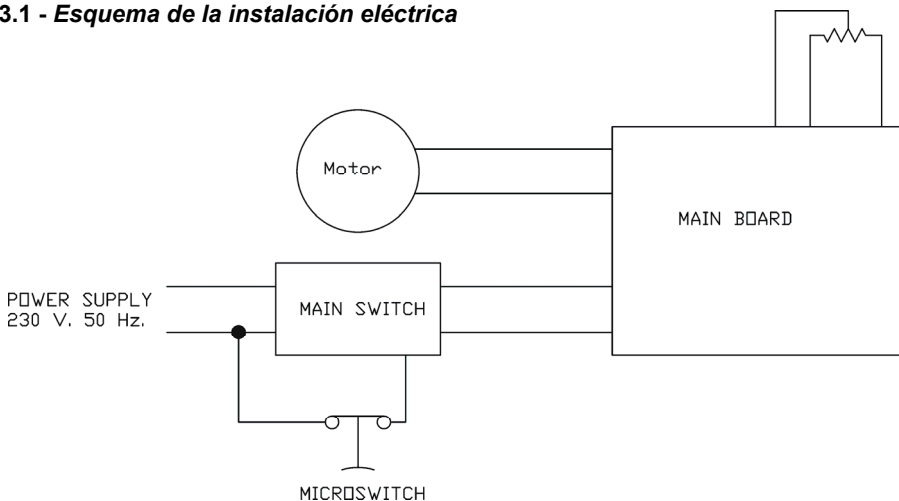 3.1 - Esquema de la instalación eléctrica
Motor
MAIN BOARD
POWER SUPPLY
230 V. 50 Hz.
MAIN SWITCH
MICROSWITCH